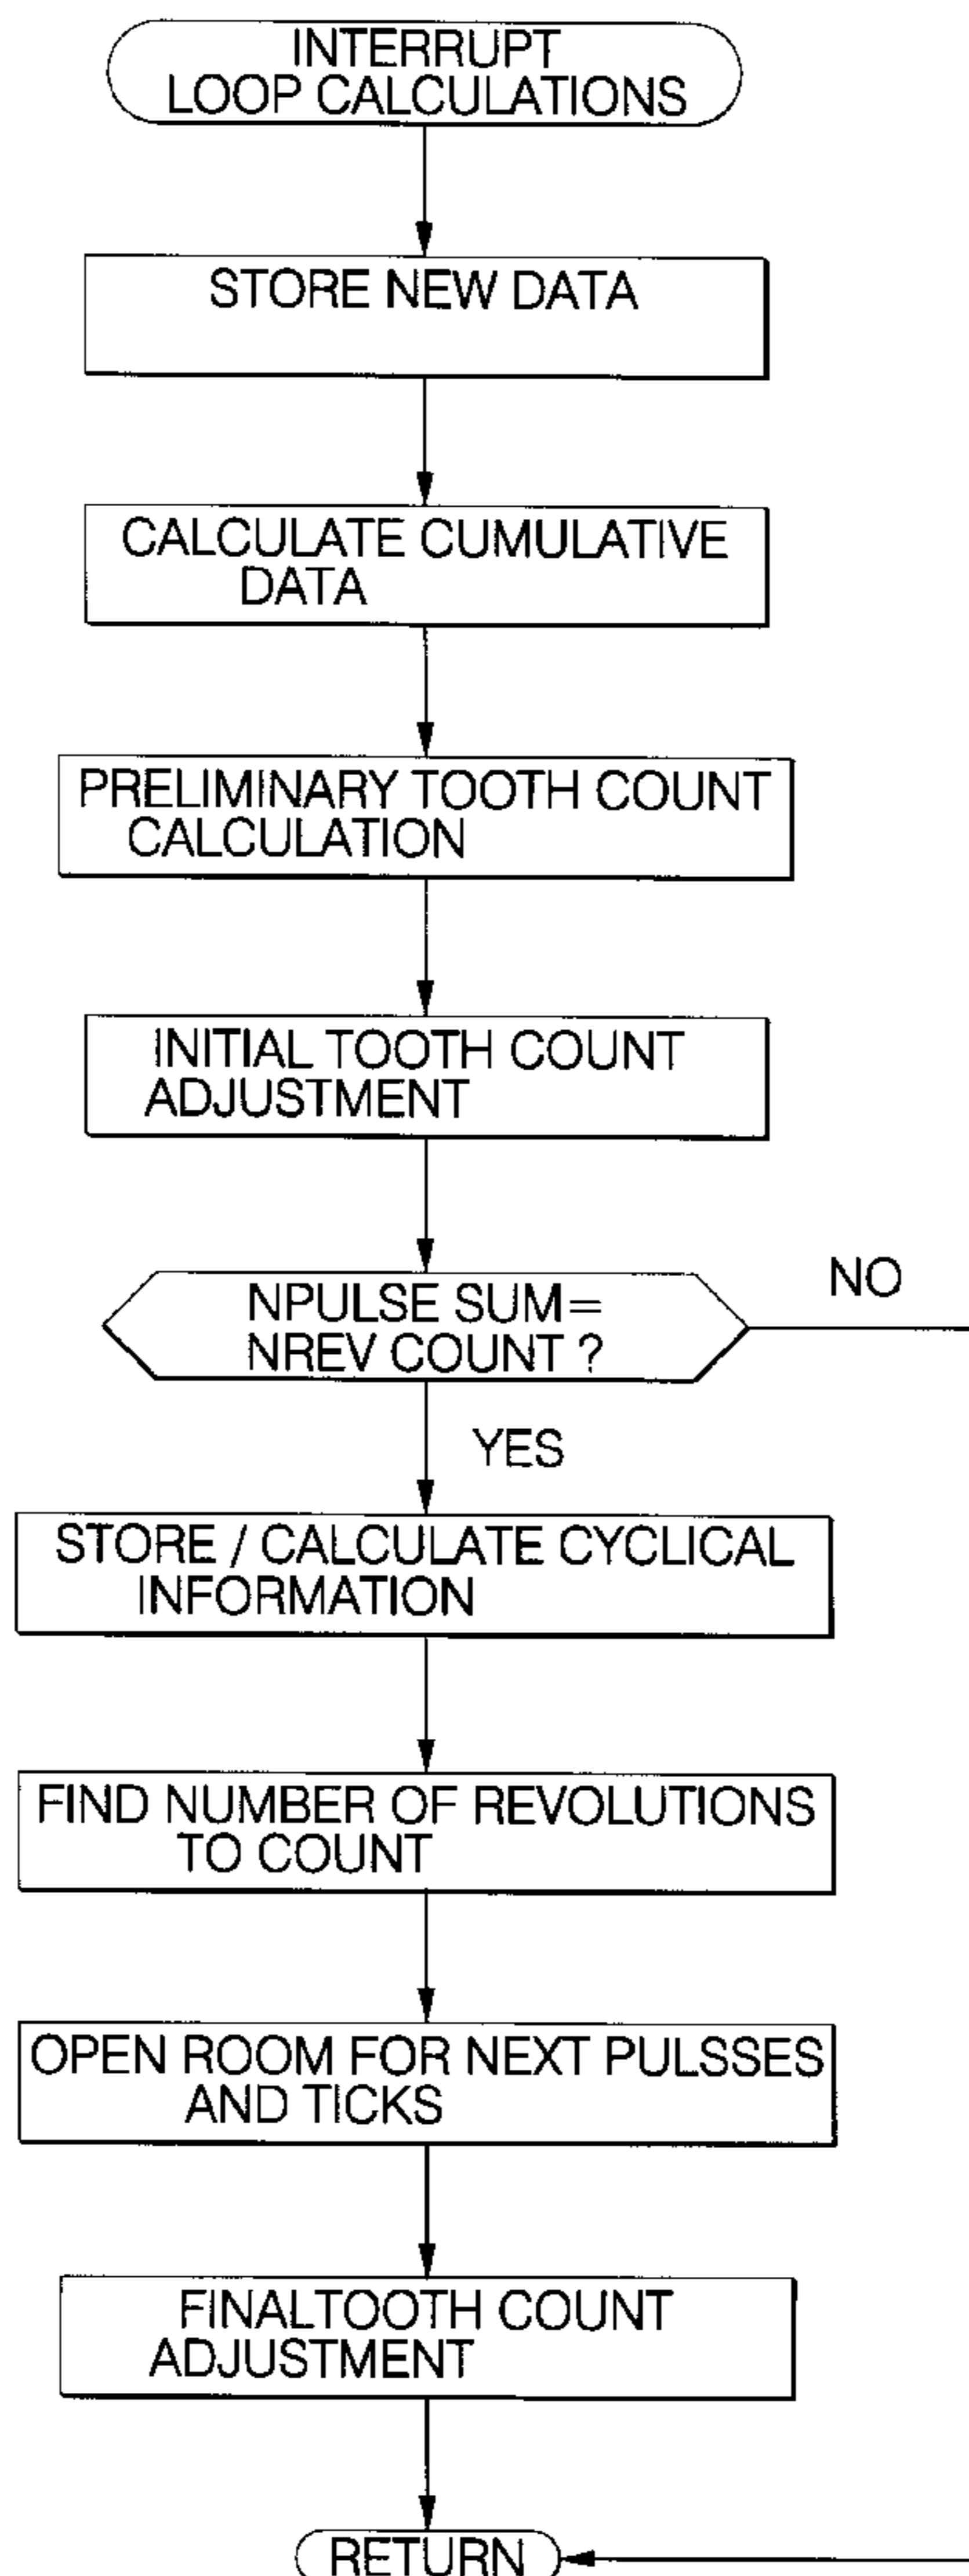 INTERRUPT
LOOP CALCULATIONS
STORE NEW DATA
CALCULATE CUMULATIVE
DATA
PRELIMINARY TOOTH COUNT
CALCULATION
INITIAL TOOTH COUNT
ADJUSTMENT
NPULSE SUM=
NREV COUNT ?
NO
YES
STORE / CALCULATE CYCLICAL
INFORMATION
FIND NUMBER OF REVOLUTIONS
TO COUNT
OPEN ROOM FOR NEXT PULSSES
AND TICKS
FINALTOOTH COUNT
ADJUSTMENT
RETURN